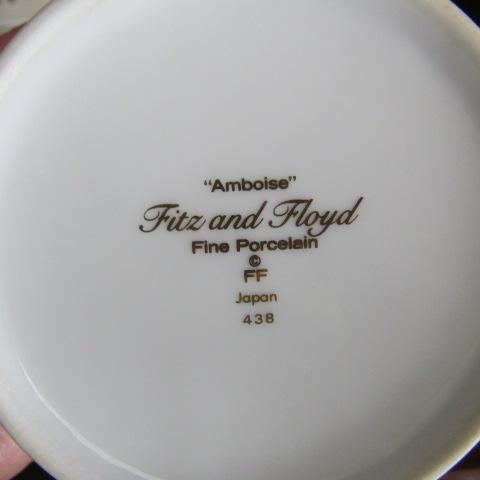 "Amboise"
Fitz and Floyd
Fine Porcelain
©
FF
Japan
438